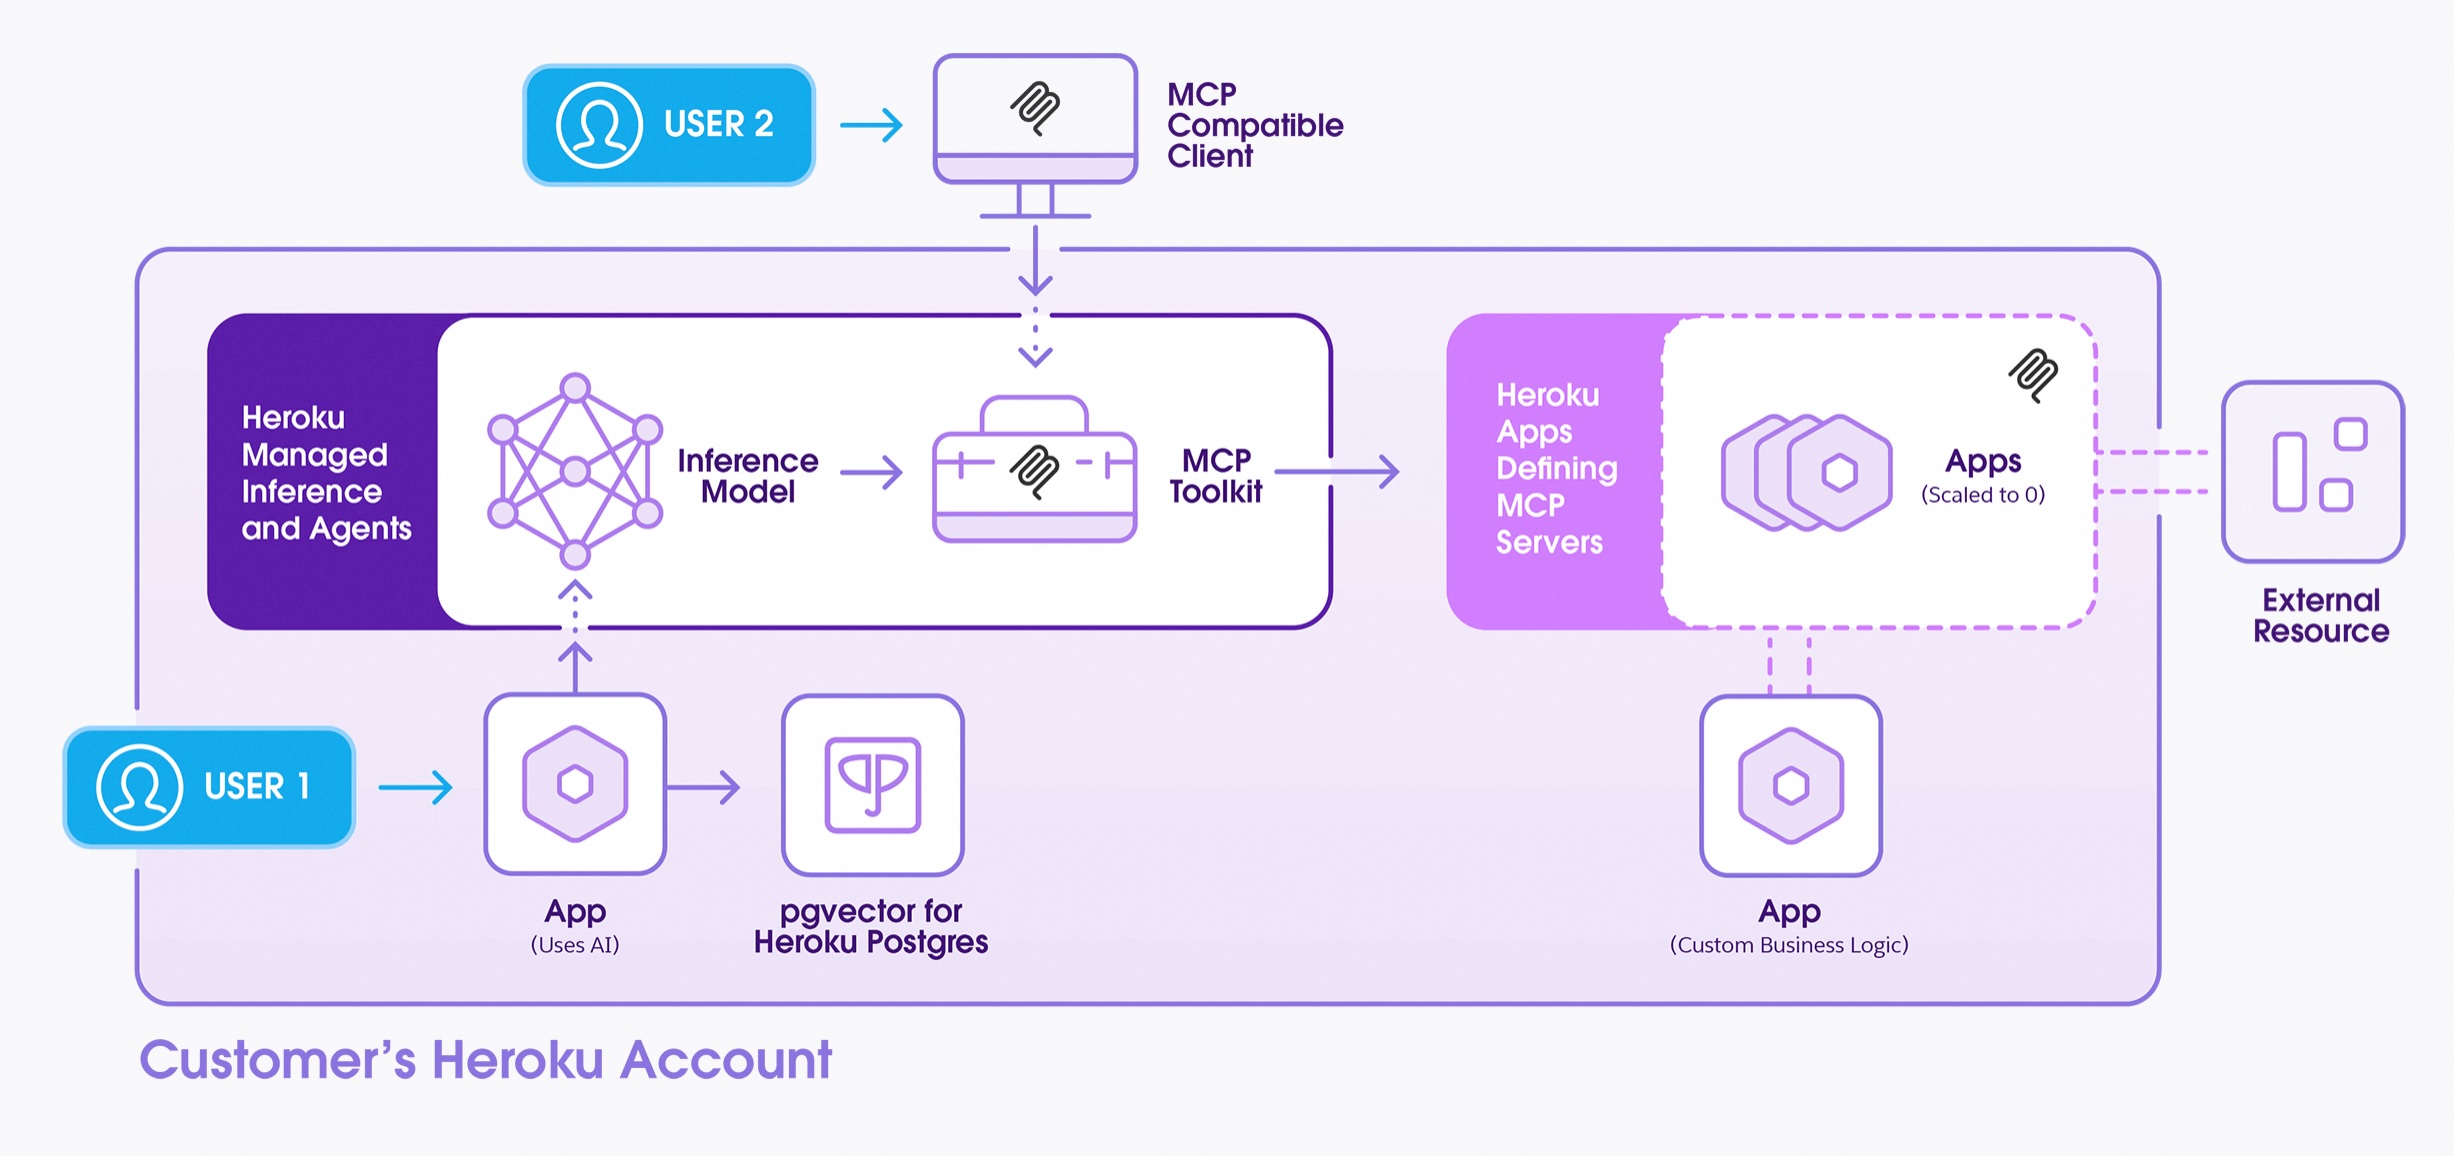 USER 2
MCP
Compatible
Client
Heroku
Managed
Inference
and Agents
Inference
Model
MCP
Toolkit
Heroku
Apps
Defining
MCP
Servers
Apps
(Scaled to 0)
External
Resource
USER 1
App
(Uses AI)
pgvector for
Heroku Postgres
App
(Custom Business Logic)
Customer’s Heroku Account